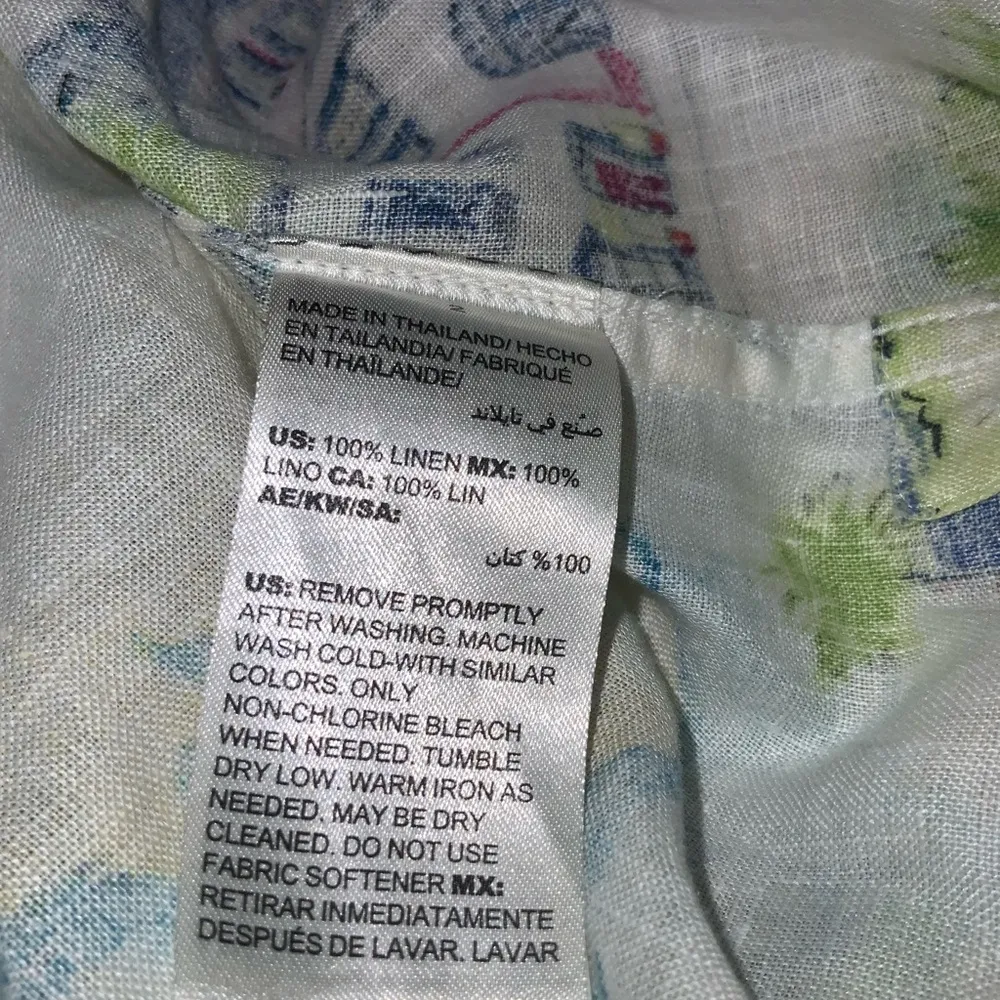 MADE IN THAILAND/ HECHO
EN TAILANDIA/ FABRIQUÉ
EN THAÏLANDE/
صنع في تايلاند
US: 100% LINEN MX: 100%
LINO CA: 100% LIN
AE/KW/SA:
100% كتان
US: REMOVE PROMPTLY
AFTER WASHING. MACHINE
WASH COLD-WITH SIMILAR
COLORS. ONLY
NON-CHLORINE BLEACH
WHEN NEEDED. TUMBLE
DRY LOW. WARM IRON AS
NEEDED. MAY BE DRY
CLEANED. DO NOT USE
FABRIC SOFTENER MX:
RETIRAR INMEDIATAMENTE
DESPUÉS DE LAVAR. LAVAR